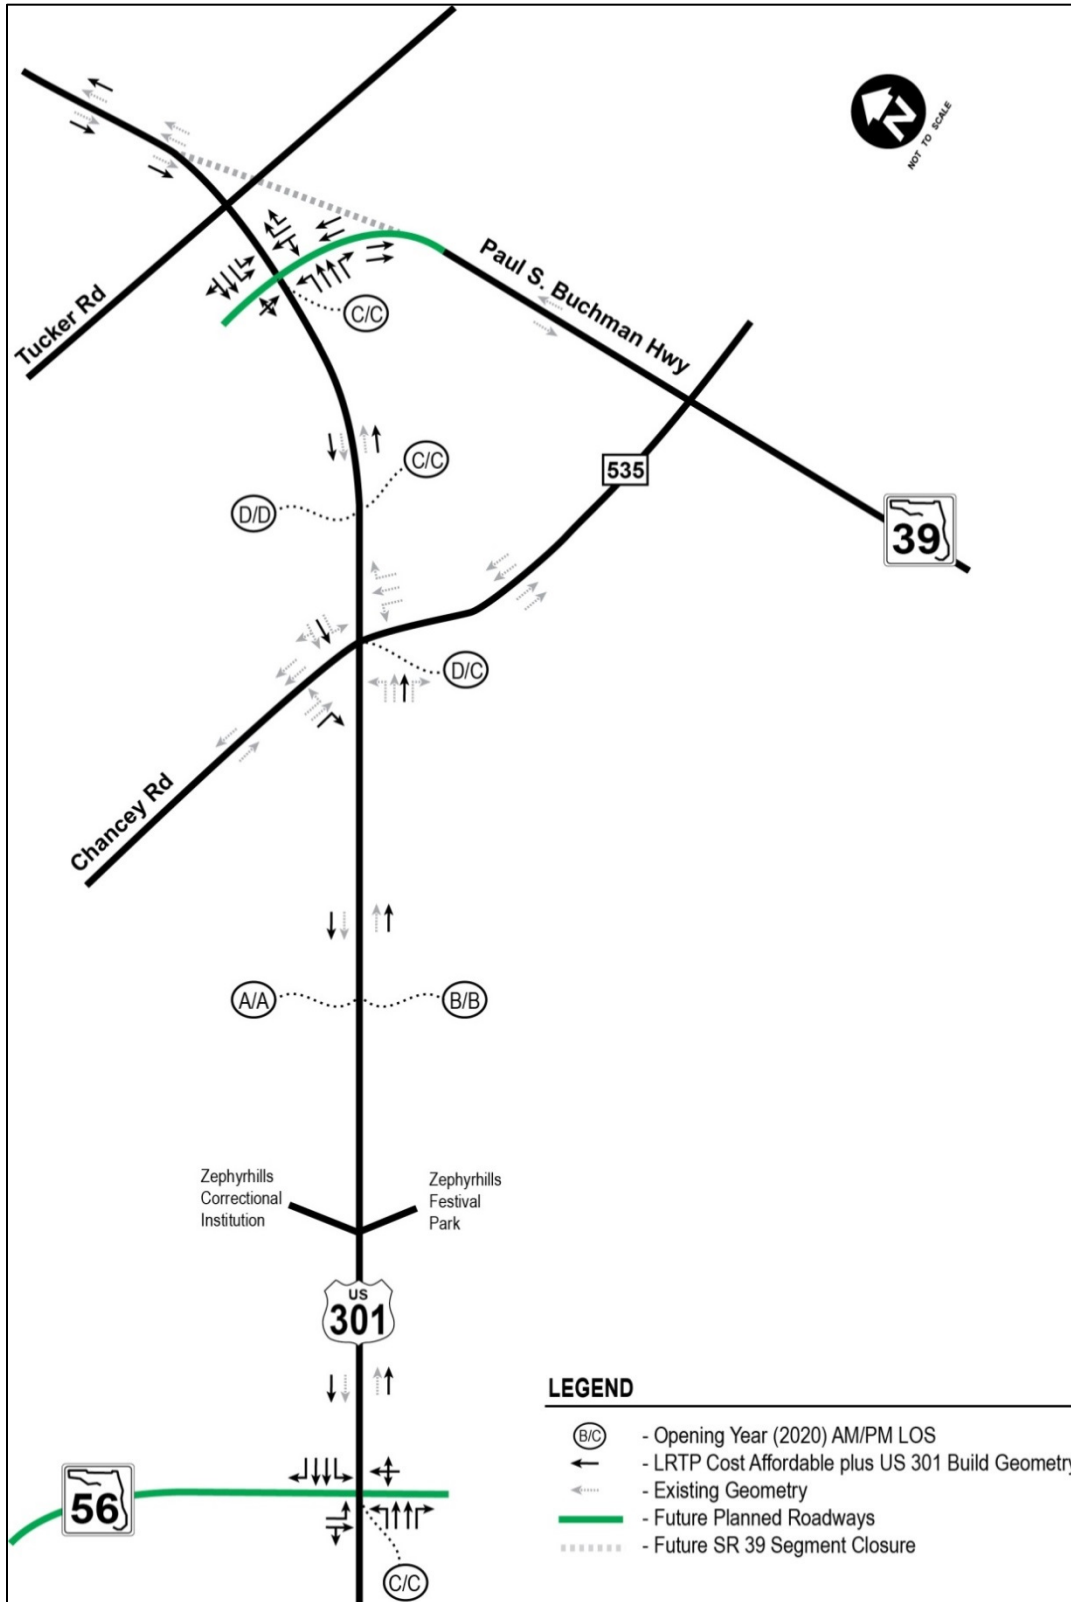 N
NOT TO SCALE
Tucker Rd
Paul S. Buchman Hwy
C/C
C/C
535
D/D
39
D/C
Chancey Rd
A/A
B/B
Zephyrhills
Correctional
Institution
Zephyrhills
Festival
Park
US
301
LEGEND
B/C - Opening Year (2020) AM/PM LOS
- LRTP Cost Affordable plus US 301 Build Geometry
- Existing Geometry
- Future Planned Roadways
- Future SR 39 Segment Closure
56
C/C